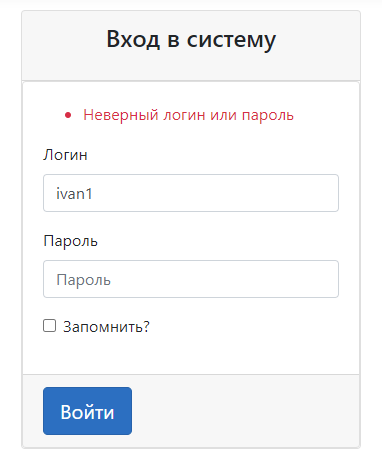 Вход в систему
Неверный логин или пароль
Логин
ivan1
Пароль
Пароль
Запомнить?
Войти